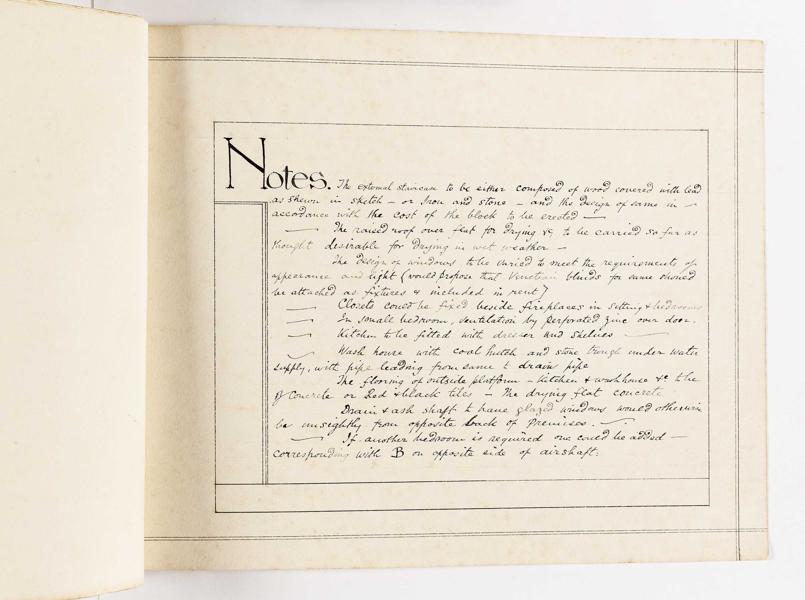 Notes. The external staircase to be either composed of wood covered with lead
as shewn in sketch – or Iron and stone – and the design of same in –
accordance with the cost of the block to be erected –
– The raised roof over flat for drying &c, to be carried so far as
thought desirable for drying in wet weather –
The design of windows to be varied to meet the requirements of
appearance and light (would propose that Venetian blinds for same should
be attached as fixtures & included in rent)
– Closets could be fixed beside fireplaces in Sitting & bedrooms
– In small bedroom, ventilation by perforated zinc over door.
– Kitchen to be fitted with dresser and shelves –
– Wash house with coal hutch and stone trough under water
supply, with pipe leading from same to drain pipe
The flooring of outside platform – Kitchen & washhouse &c to be
of Concrete or Red & black tiles – The drying flat concrete
Drain & ash shaft to have glazed windows would otherwise
be unsightly from opposite back of Premises. –
– If another bedroom is required one could be added –
corresponding with B on opposite side of airshaft.